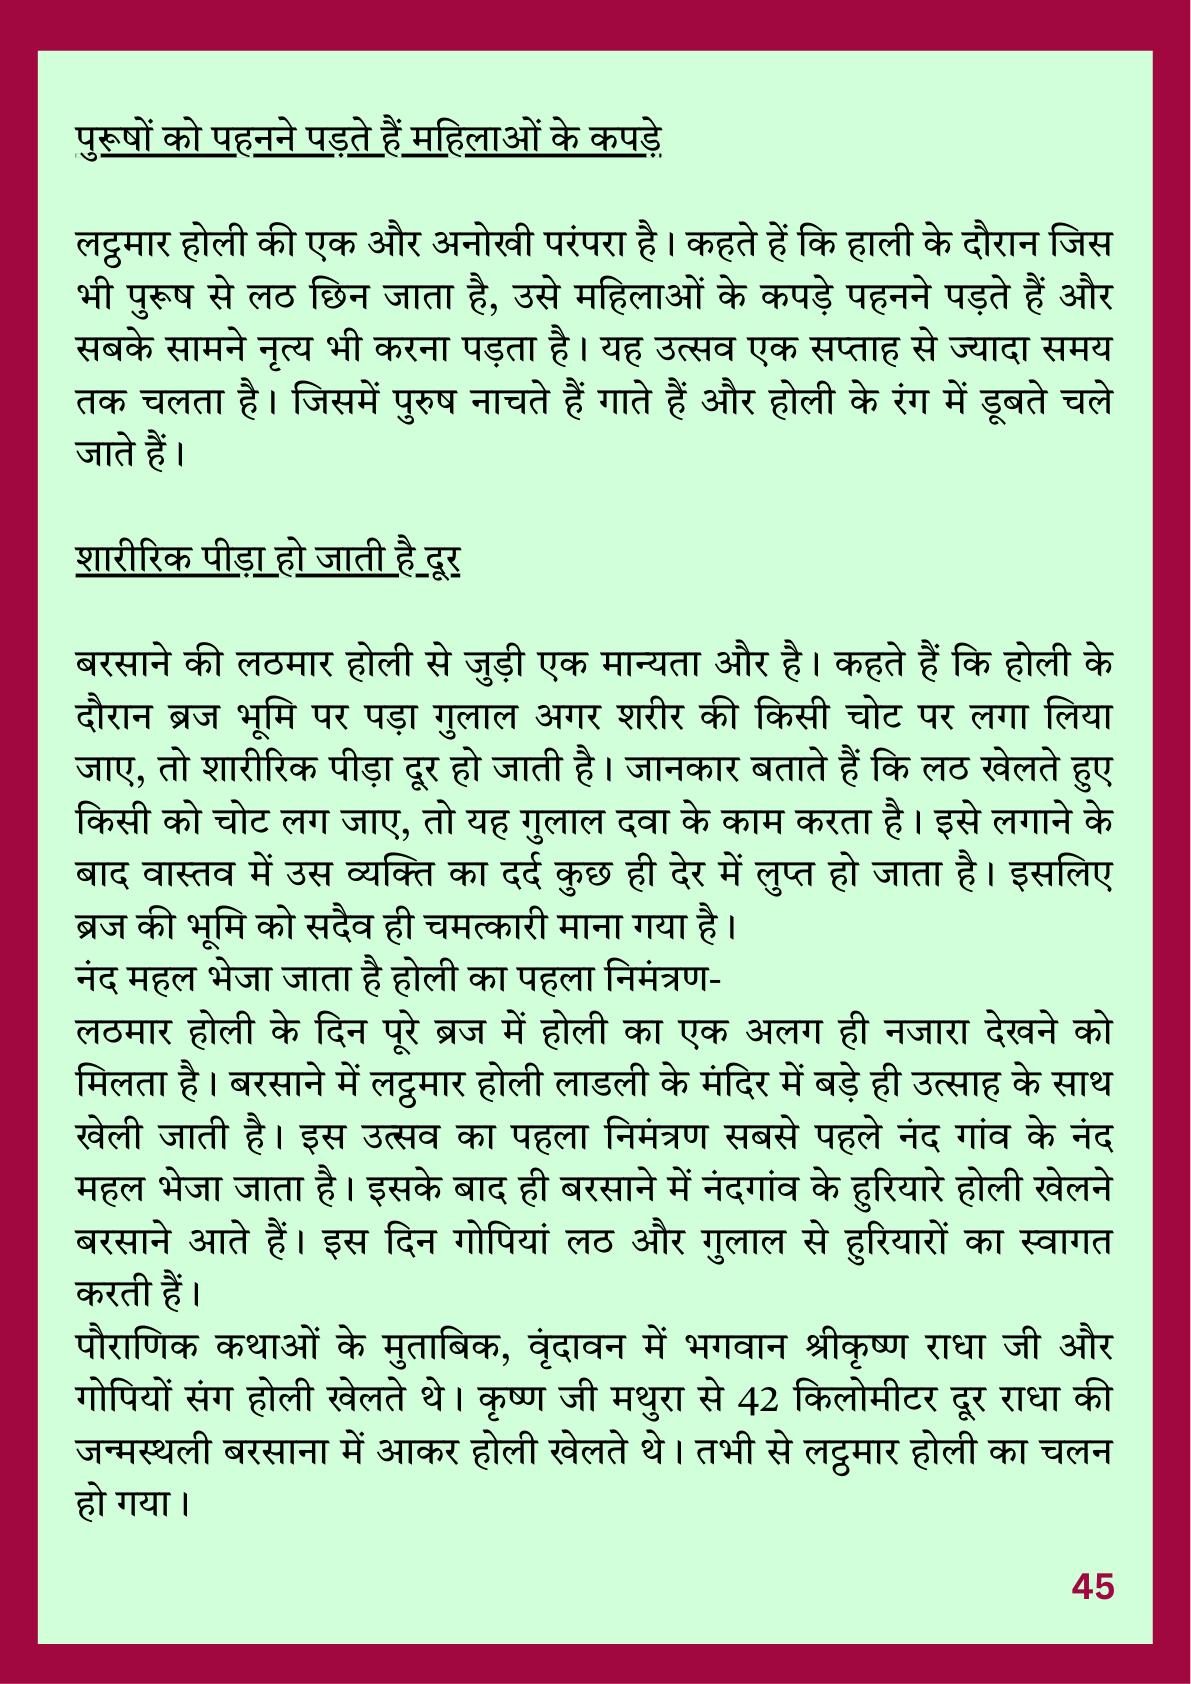 पुरूषों को पहनने पड़ते हैं महिलाओं के कपड़े
लट्ठमार होली की एक और अनोखी परंपरा है। कहते हें कि हाली के दौरान जिस
भी पुरूष से लठ छिन जाता है, उसे महिलाओं के कपड़े पहनने पड़ते हैं और
सबके सामने नृत्य भी करना पड़ता है। यह उत्सव एक सप्ताह से ज्यादा समय
तक चलता है। जिसमें पुरुष नाचते हैं गाते हैं और होली के रंग में डूबते चले
जाते हैं।
शारीरिक पीड़ा हो जाती है दूर
बरसाने की लठमार होली से जुड़ी एक मान्यता और है। कहते हैं कि होली के
दौरान ब्रज भूमि पर पड़ा गुलाल अगर शरीर की किसी चोट पर लगा लिया
जाए, तो शारीरिक पीड़ा दूर हो जाती है। जानकार बताते हैं कि लठ खेलते हुए
किसी को चोट लग जाए, तो यह गुलाल दवा के काम करता है। इसे लगाने के
बाद वास्तव में उस व्यक्ति का दर्द कुछ ही देर में लुप्त हो जाता है। इसलिए
ब्रज की भूमि को सदैव ही चमत्कारी माना गया है।
नंद महल भेजा जाता है होली का पहला निमंत्रण-
लठमार होली के दिन पूरे ब्रज में होली का एक अलग ही नजारा देखने को
मिलता है। बरसाने में लट्ठमार होली लाडली के मंदिर में बड़े ही उत्साह के साथ
खेली जाती है। इस उत्सव का पहला निमंत्रण सबसे पहले नंद गांव के नंद
महल भेजा जाता है। इसके बाद ही बरसाने में नंदगांव के हुरियारे होली खेलने
बरसाने आते हैं। इस दिन गोपियां लठ और गुलाल से हुरियारों का स्वागत
करती हैं।
पौराणिक कथाओं के मुताबिक, वृंदावन में भगवान श्रीकृष्ण राधा जी और
गोपियों संग होली खेलते थे। कृष्ण जी मथुरा से 42 किलोमीटर दूर राधा की
जन्मस्थली बरसाना में आकर होली खेलते थे। तभी से लट्ठमार होली का चलन
हो गया।
45